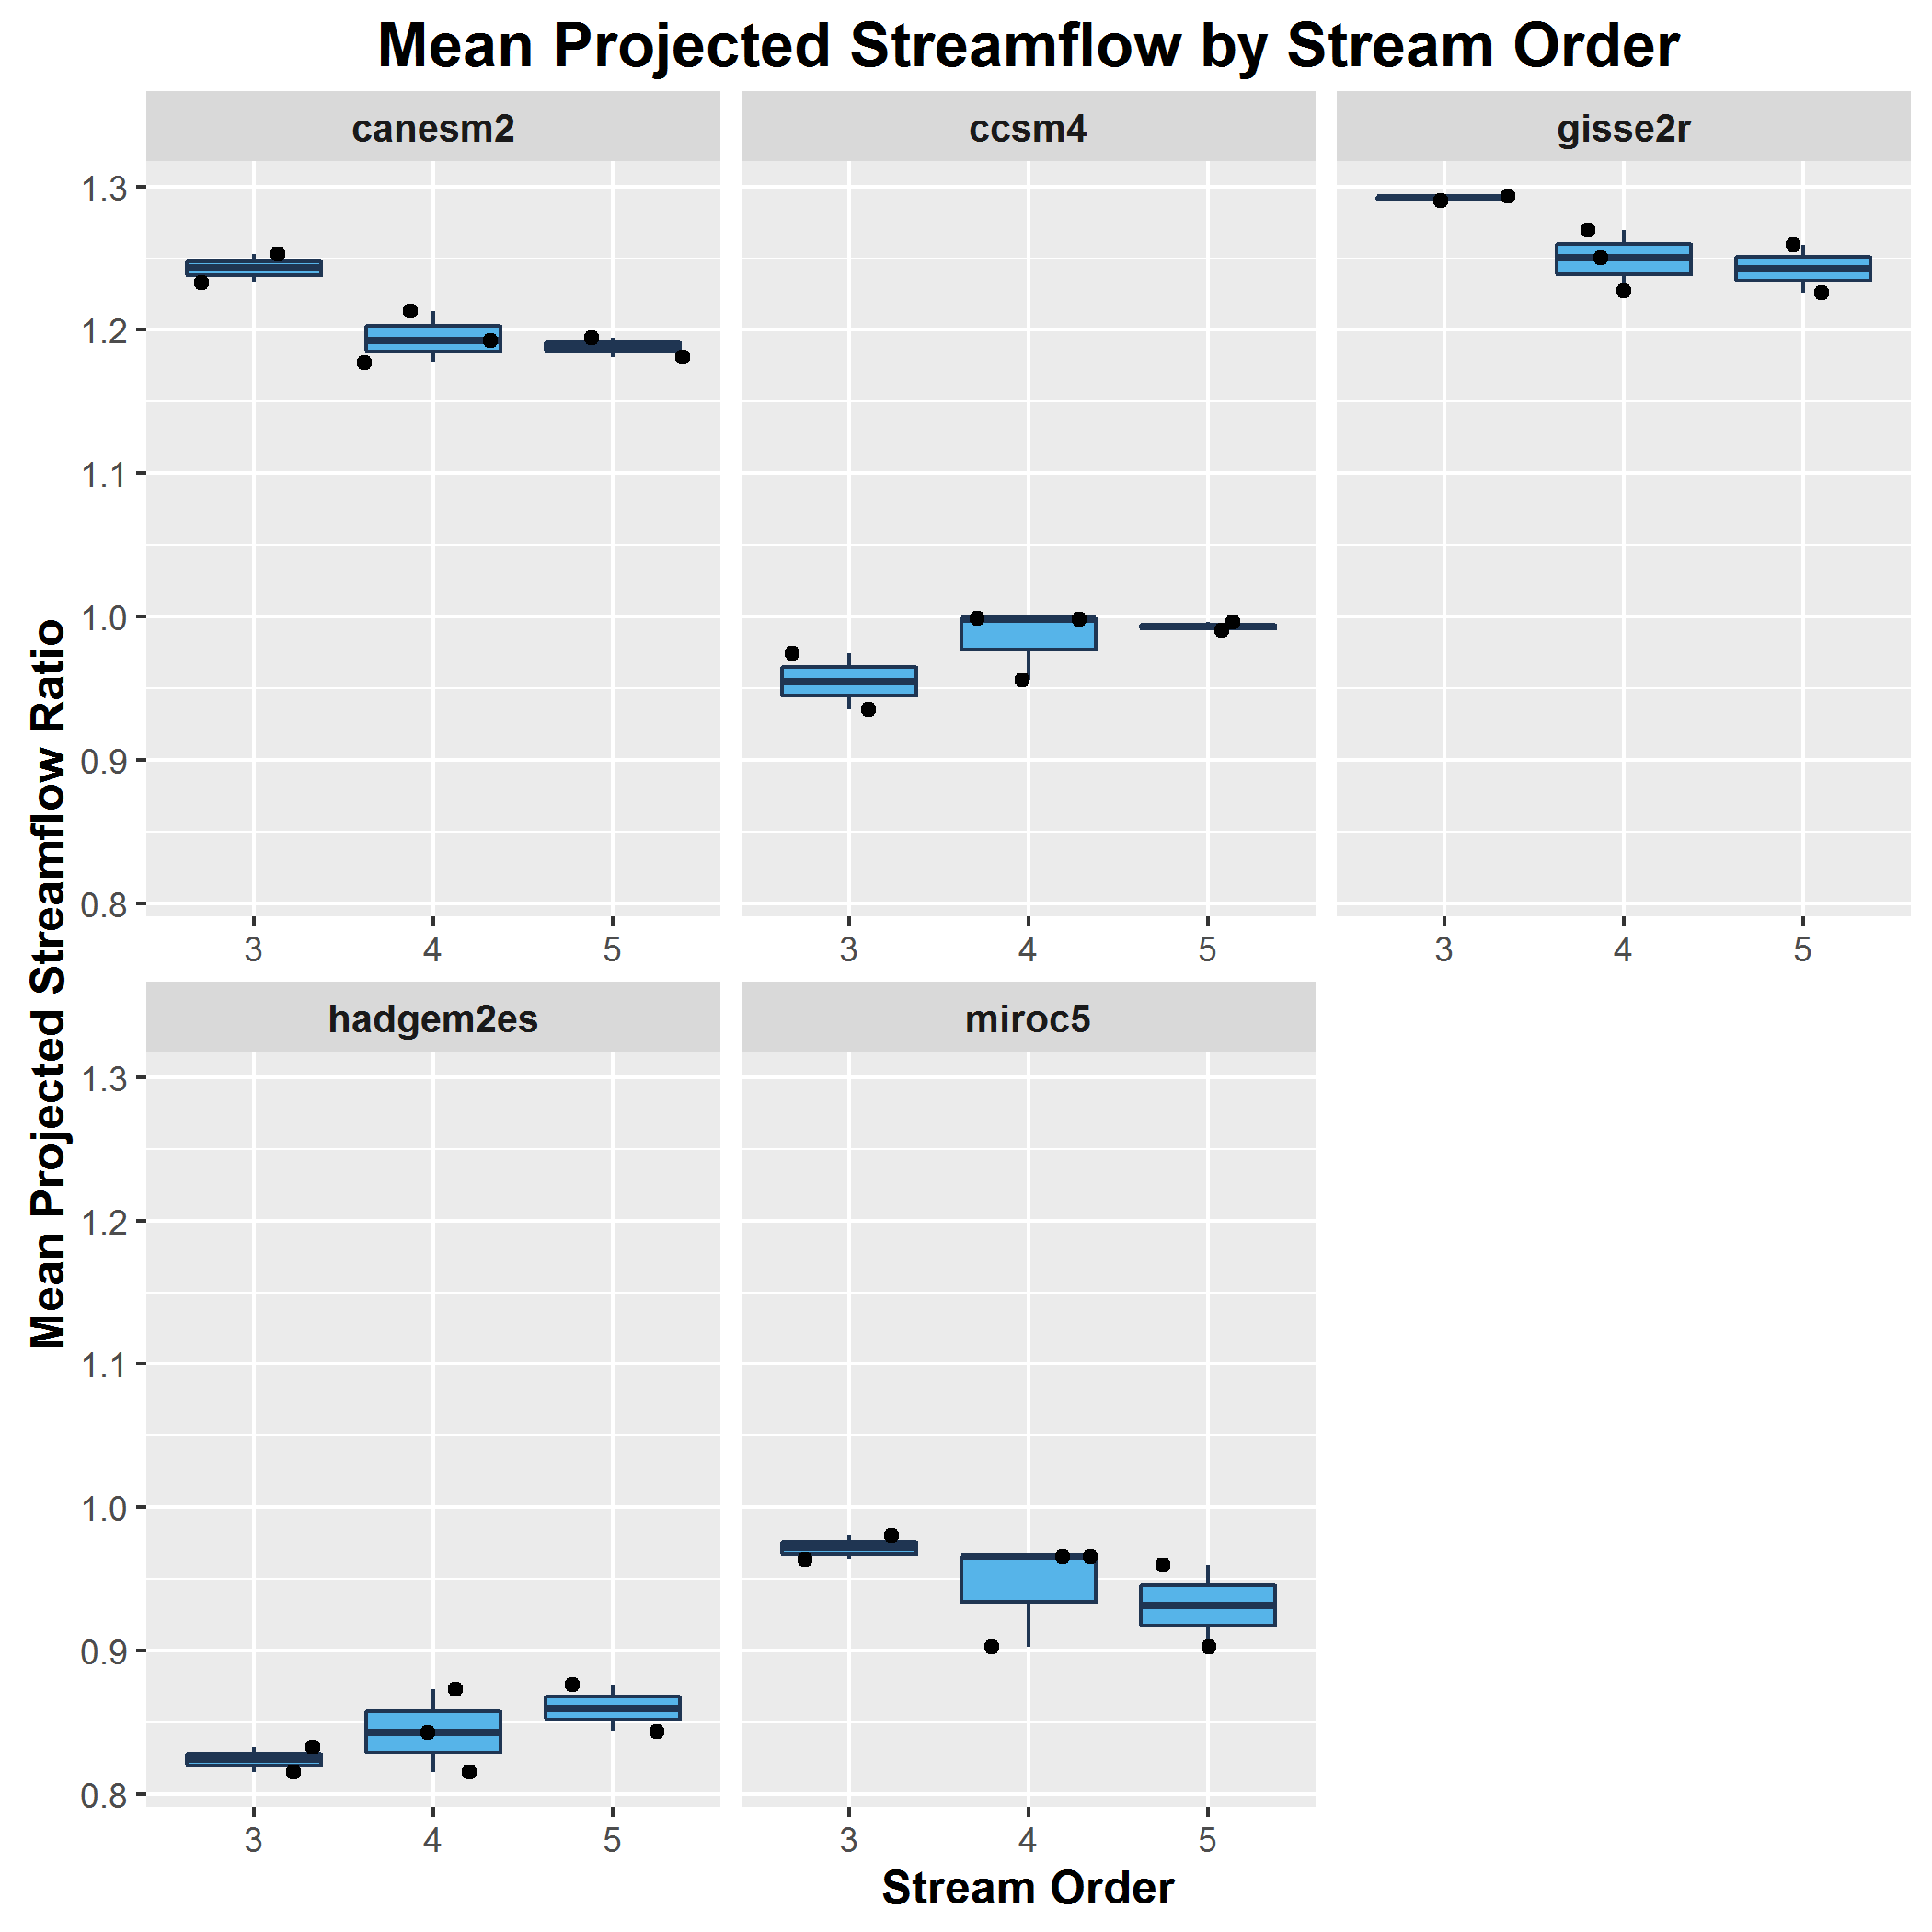 Mean Projected Streamflow by Stream Order
canesm2
ccsm4
gisse2r
1.3
1.2
1.1
1.0
0.9
0.8
3 4 5
3 4 5
3 4 5
Mean Projected Streamflow Ratio
hadgem2es
miroc5
1.3
1.2
1.1
1.0
0.9
0.8
3 4 5
3 4 5
Stream Order